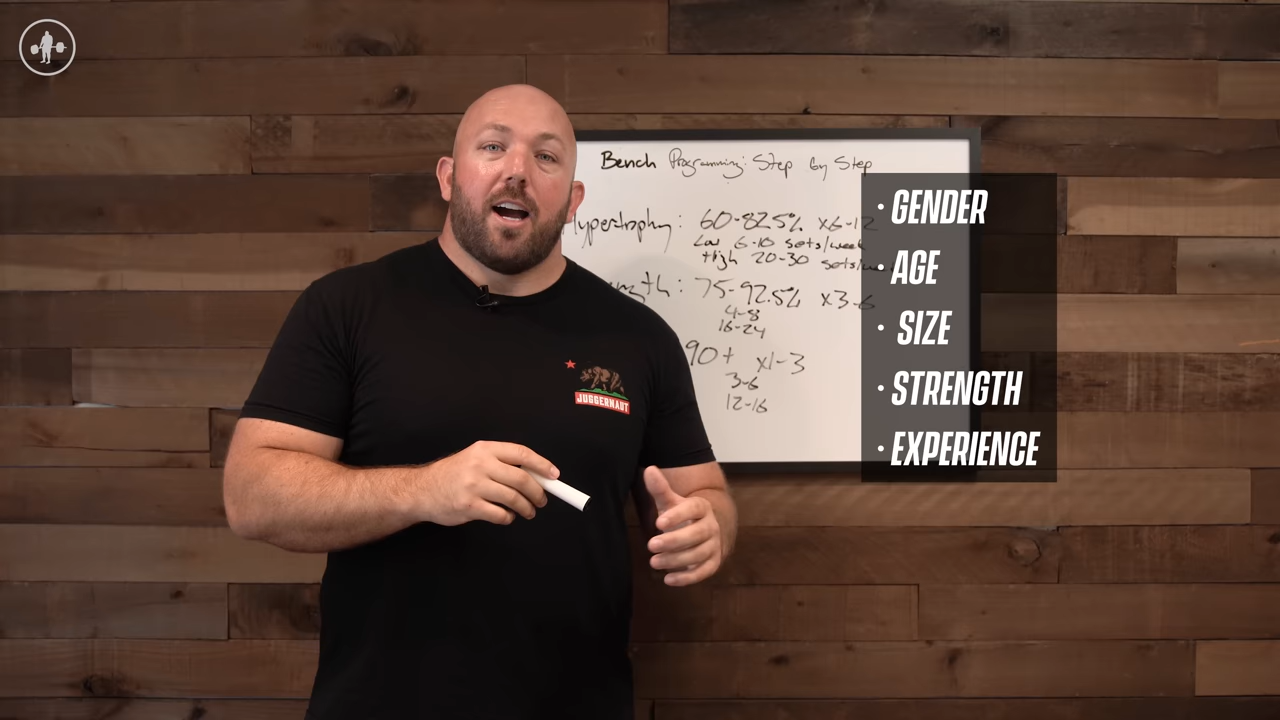 Bench Programming: Step by Step
Hypertrophy: 60-82.5% x6-12
Low 6-10 sets/week
High 20-30 sets/w
ngth: 75-92.5% x3-6
4-8
16-24
90+ x1-3
3-6
12-16
• GENDER
• AGE
• SIZE
• STRENGTH
• EXPERIENCE
JUGGERNAUT